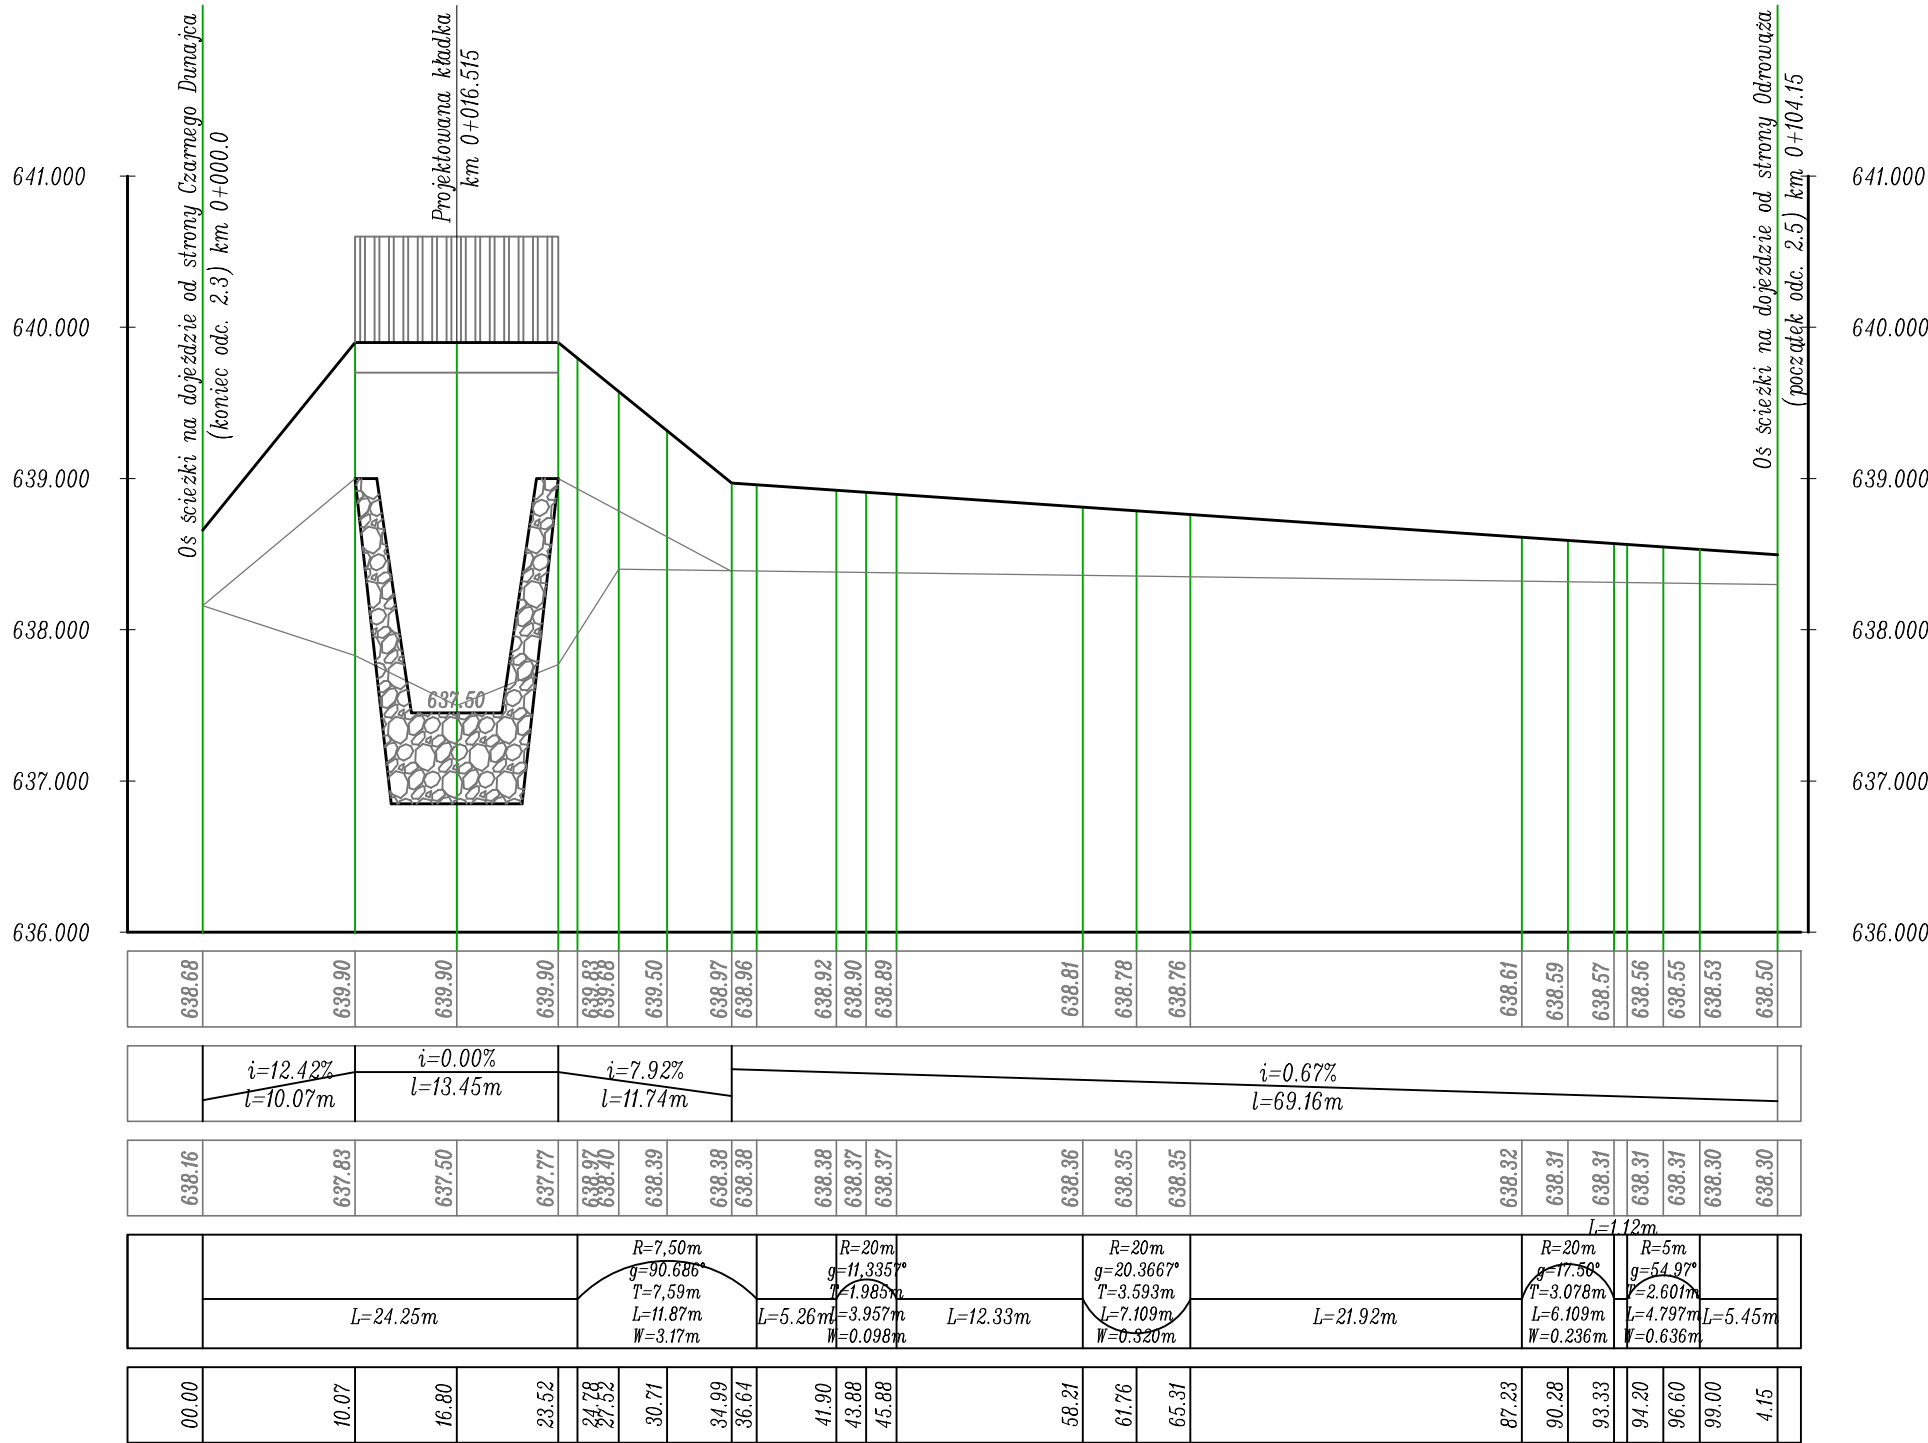 Oś ścieżki na dojeździe od strony Czarnego Dunajca
(koniec odc. 2.3) km 0+000.0
Projektowana kładka
km 0+016.515
Oś ścieżki na dojeździe od strony Odrowąża
(początek odc. 2.5) km 0+104.15
641.000
641.000
640.000
640.000
639.000
639.000
638.000
638.000
637.50
637.000
637.000
636.000
636.000
638.68
639.90
639.90
639.90
639.83
639.68
639.50
638.97
638.96
638.92
638.90
638.89
638.81
638.78
638.76
638.61
638.59
638.57
638.56
638.55
638.53
638.50
i=12.42%
l=10.07m
i=0.00%
l=13.45m
i=7.92%
l=11.74m
i=0.67%
l=69.16m
638.16
637.83
637.50
637.77
638.40
638.39
638.38
638.38
638.38
638.37
638.37
638.36
638.35
638.35
638.32
638.31
638.31
638.31
638.31
638.30
638.30
L=24.25m
R=7,50m
g=90.686°
T=7,59m
L=11.87m
W=3.17m
L=5.26m
R=20m
g=11,3357°
T=1.985m
L=3.957m
W=0.098m
L=12.33m
R=20m
g=20.3667°
T=3.593m
L=7.109m
W=0.320m
L=21.92m
R=20m
g=17.50°
T=3.078m
L=6.109m
W=0.236m
L=1.12m
R=5m
g=54.97°
T=2.601m
L=4.797m
W=0.636m
L=5.45m
00.00
10.07
16.80
23.52
24.78
27.52
30.71
34.99
36.64
41.90
43.88
45.88
58.21
61.76
65.31
87.23
90.28
93.33
94.20
96.60
99.00
4.15